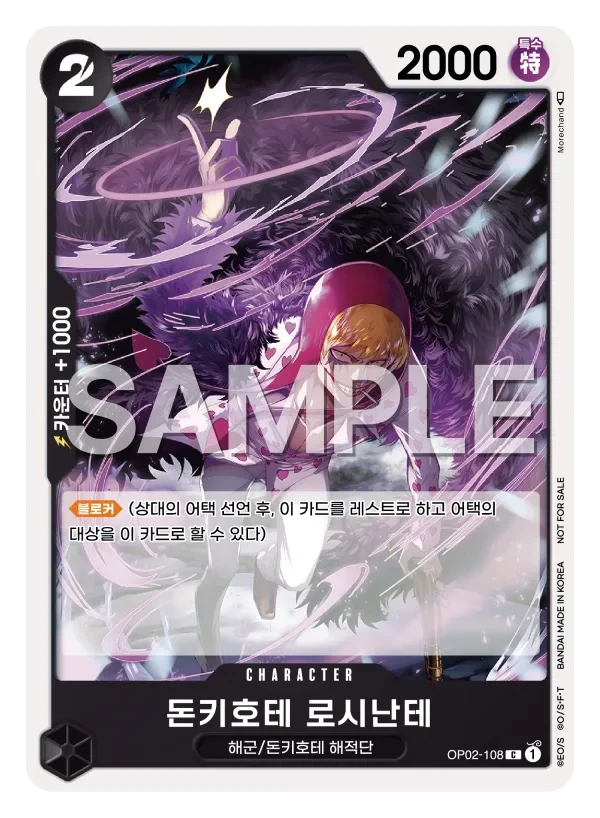 2
2000
특수
特
Morechand
⚡카운터 +1000
SAMPLE
블로커 (상대의 어택 선언 후, 이 카드를 레스트로 하고 어택의
대상을 이 카드로 할 수 있다)
CHARACTER
돈키호테 로시난테
해군/돈키호테 해적단
OP02-108 C 1
©EO/S ©O/S·F·T BANDAI MADE IN KOREA NOT FOR SALE